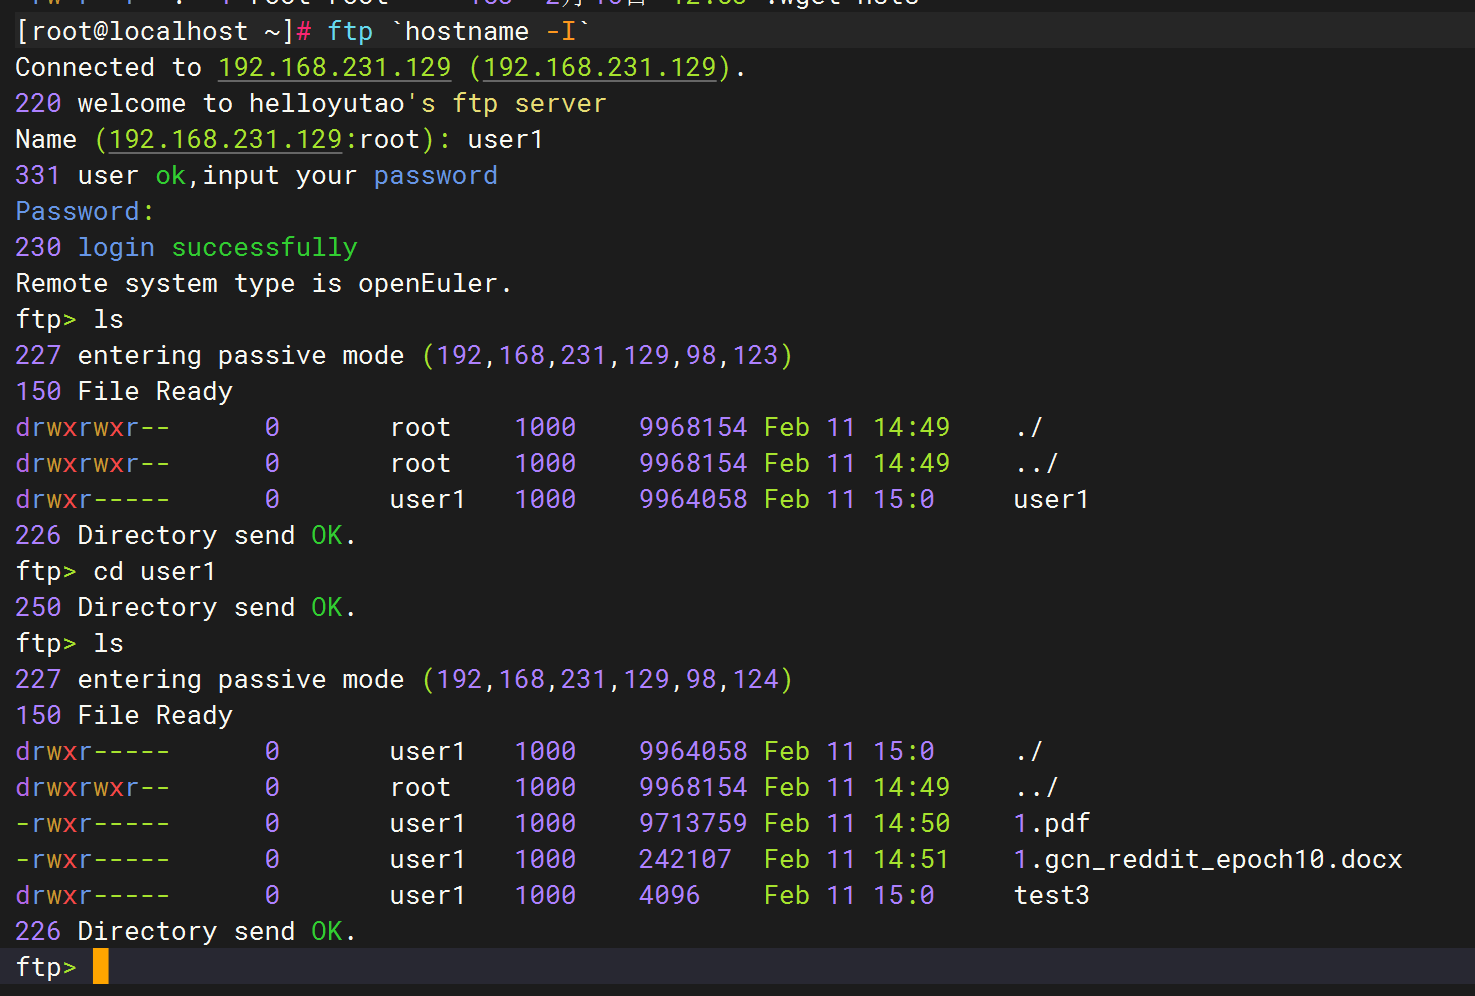 [root@localhost ~]# ftp `hostname -I`
Connected to 192.168.231.129 (192.168.231.129).
220 welcome to helloyutao's ftp server
Name (192.168.231.129:root): user1
331 user ok,input your password
Password:
230 login successfully
Remote system type is openEuler.
ftp> ls
227 entering passive mode (192,168,231,129,98,123)
150 File Ready
drwxrwxr-- 0 root 1000 9968154 Feb 11 14:49 ./
drwxrwxr-- 0 root 1000 9968154 Feb 11 14:49 ../
drwxr----- 0 user1 1000 9964058 Feb 11 15:0 user1
226 Directory send OK.
ftp> cd user1
250 Directory send OK.
ftp> ls
227 entering passive mode (192,168,231,129,98,124)
150 File Ready
drwxr----- 0 user1 1000 9964058 Feb 11 15:0 ./
drwxrwxr-- 0 root 1000 9968154 Feb 11 14:49 ../
-rwxr----- 0 user1 1000 9713759 Feb 11 14:50 1.pdf
-rwxr----- 0 user1 1000 242107 Feb 11 14:51 1.gcn_reddit_epoch10.docx
drwxr----- 0 user1 1000 4096 Feb 11 15:0 test3
226 Directory send OK.
ftp>